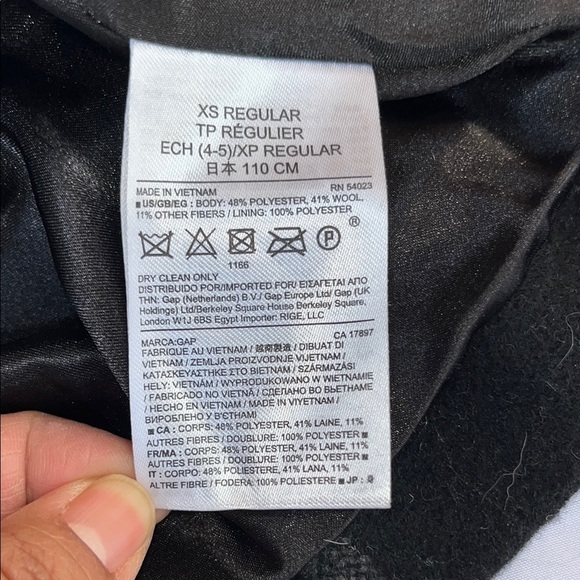 XS REGULAR
TP RÉGULIER
ECH (4-5)/XP REGULAR
日本 110 CM
MADE IN VIETNAM RN 54023
■ US/GB/EG : BODY: 48% POLYESTER, 41% WOOL,
11% OTHER FIBERS / LINING: 100% POLYESTER
®
P
1166
DRY CLEAN ONLY
DISTRIBUIDO POR/IMPORTED FOR/ ΕΙΣΑΓΕΤΑΙ ΑΠΟ
ΤΗΝ: Gap (Netherlands) B.V./ Gap Europe Ltd/ Gap (UK
Holdings) Ltd/Berkeley Square House Berkeley Square,
London W1J 6BS Egypt Importer: RIGE, LLC
MARCA:GAP CA 17897
FABRIQUÉ AU VIETNAM / 越南製造 / DIBUAT DI
VIETNAM / ZEMLJA PROIZVODNJE VIJETNAM /
ΚΑΤΑΣΚΕΥΑΣΤΗΚΕ ΣΤΟ ΒΙΕΤΝΑΜ / SZÁRMAZÁSI
HELY: VIETNÁM / WYPRODUKOWANO W WIETNAMIE
/ FABRICADO NO VIETNÃ / СДЕЛАНО ВЬЕТНАМ
/ HECHO EN VIETNAM / MADE IN VIYETNAM /
ВИРОБЛЕНО У В'ЄТНАМІ
■ CA : CORPS: 48% POLYESTER, 41% LAINE, 11%
AUTRES FIBRES / DOUBLURE: 100% POLYESTER ■
FR/MA : CORPS: 48% POLYESTER, 41% LAINE, 11%
AUTRES FIBRES / DOUBLURE: 100% POLYESTER ■
IT : CORPO: 48% POLIESTERE, 41% LANA, 11%
ALTRE FIBRE / FODERA: 100% POLIESTERE ■ JP : 身